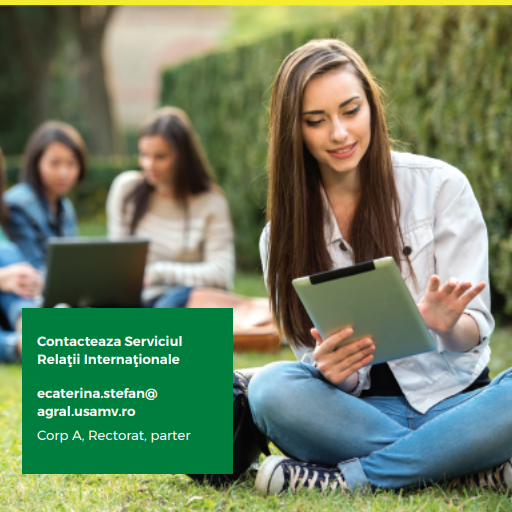 Contacteaza Serviciul
Relaţii Internaţionale
ecaterina.stefan@
agral.usamv.ro
Corp A, Rectorat, parter